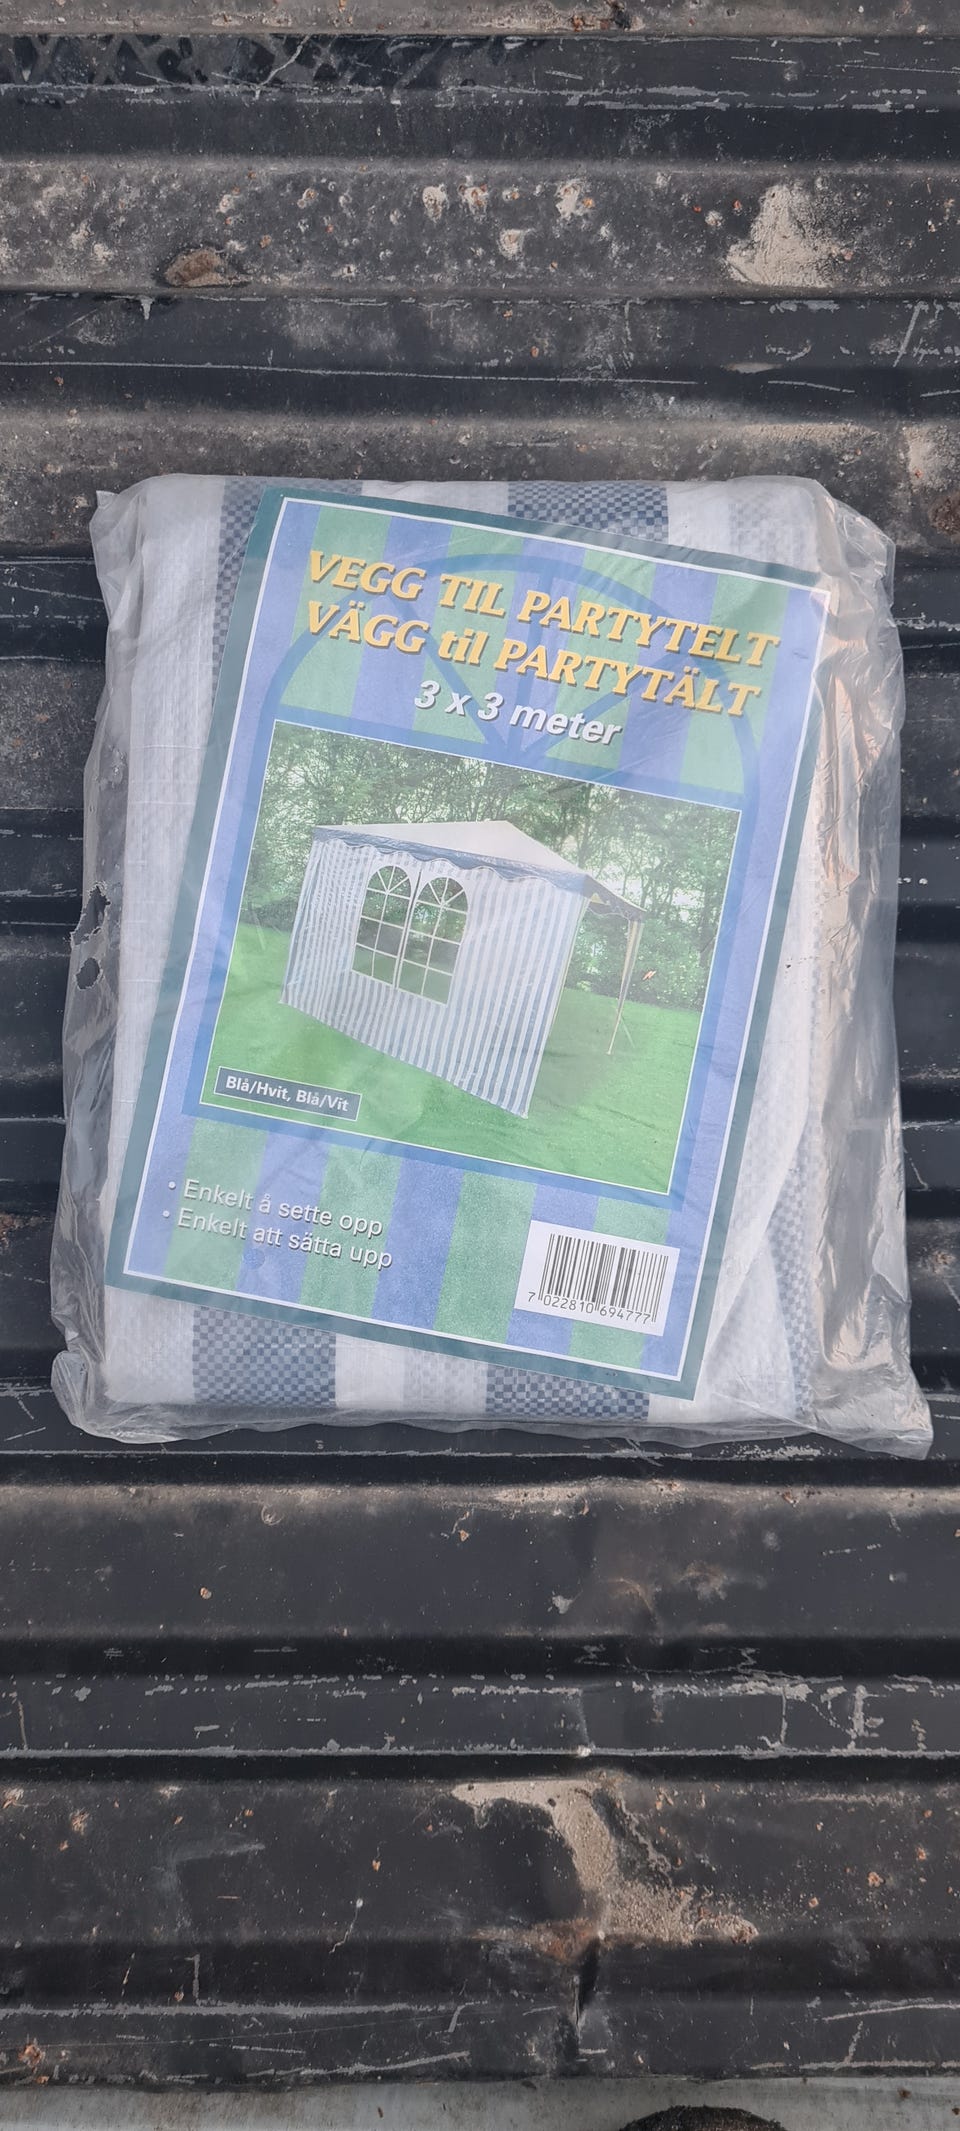 VEGG TIL PARTYTELT
VÄGG til PARTYTÄLT
3 x 3 meter
Blå/Hvit, Blå/Vit
• Enkelt å sette opp
• Enkelt att sätta upp
7 022810 694777